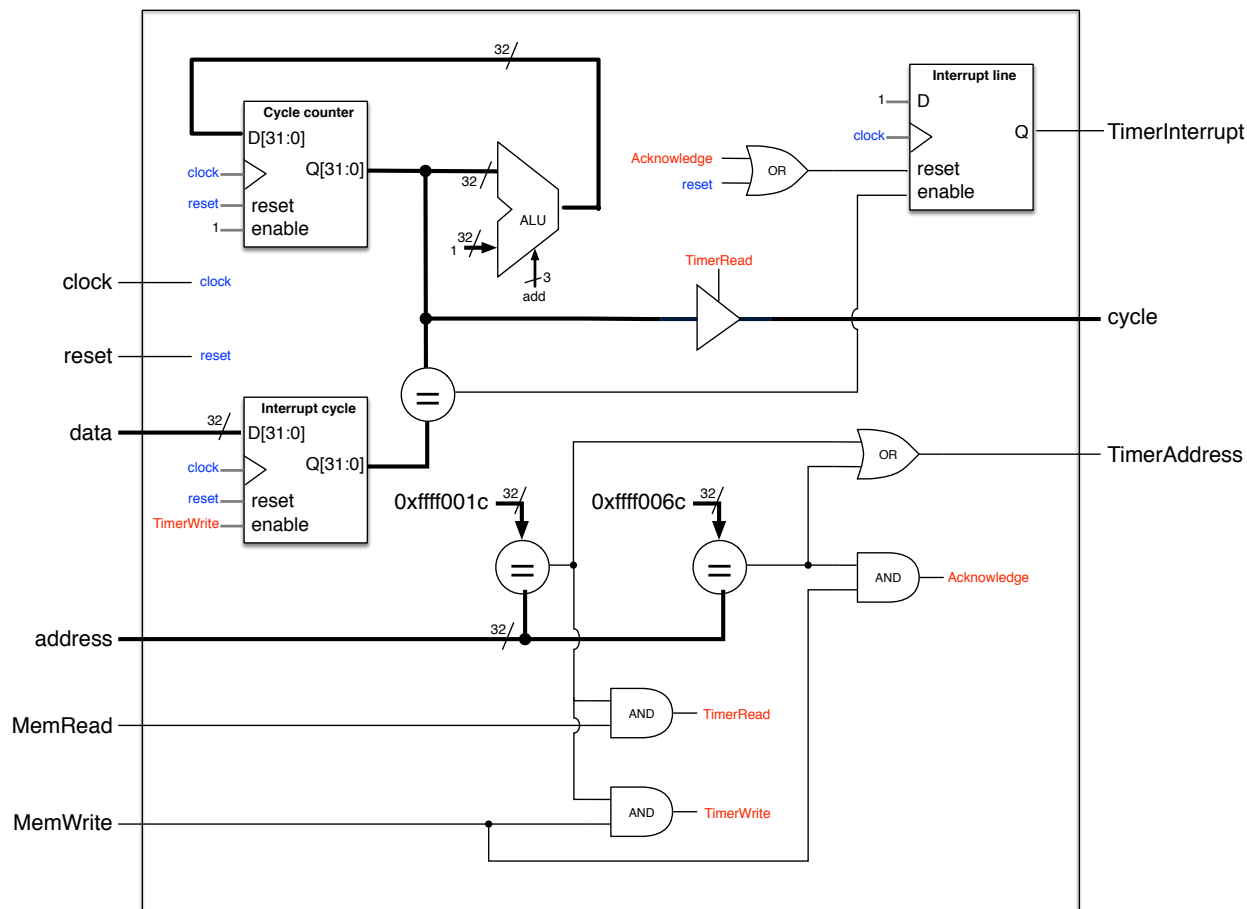 32
Cycle counter
D[31:0]
Q[31:0]
clock
reset
reset
1
enable
32
ALU
32
1
3
add
Interrupt line
1
D
clock
Q
TimerInterrupt
Acknowledge
reset
OR
reset
enable
TimerRead
clock
clock
cycle
reset
reset
=
Interrupt cycle
data
32
D[31:0]
Q[31:0]
clock
reset
reset
TimerWrite
enable
OR
TimerAddress
0xffff001c
32
0xffff006c
32
=
=
AND
Acknowledge
address
32
MemRead
AND
TimerRead
MemWrite
AND
TimerWrite